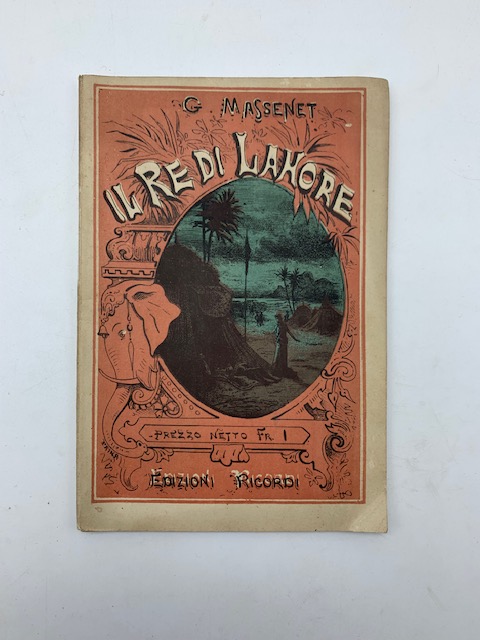 G. MASSENET
IL RE DI LAHORE
PREZZO NETTO FR. 1
EDIZIONI RICORDI